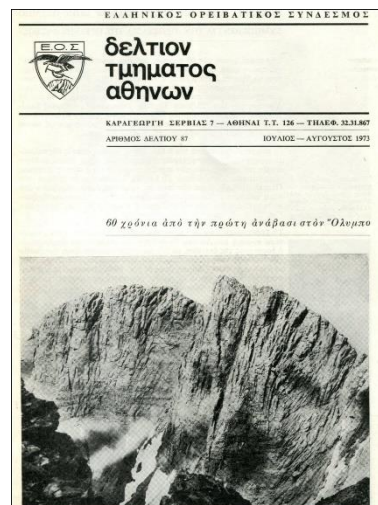 ΕΛΛΗΝΙΚΟΣ ΟΡΕΙΒΑΤΙΚΟΣ ΣΥΝΔΕΣΜΟΣ
Ε.Ο.Σ
δελτιον
τμηματος
αθηνων
ΚΑΡΑΓΕΩΡΓΗ ΣΕΡΒΙΑΣ 7 — ΑΘΗΝΑΙ Τ.Τ. 126 — ΤΗΛΕΦ. 32.31.867
ΑΡΙΘΜΟΣ ΔΕΛΤΙΟΥ 87 ΙΟΥΛΙΟΣ — ΑΥΓΟΥΣΤΟΣ 1973
60 χρόνια ἀπὸ τὴν πρώτη ἀνάβασι στὸν Ὄλυμπο